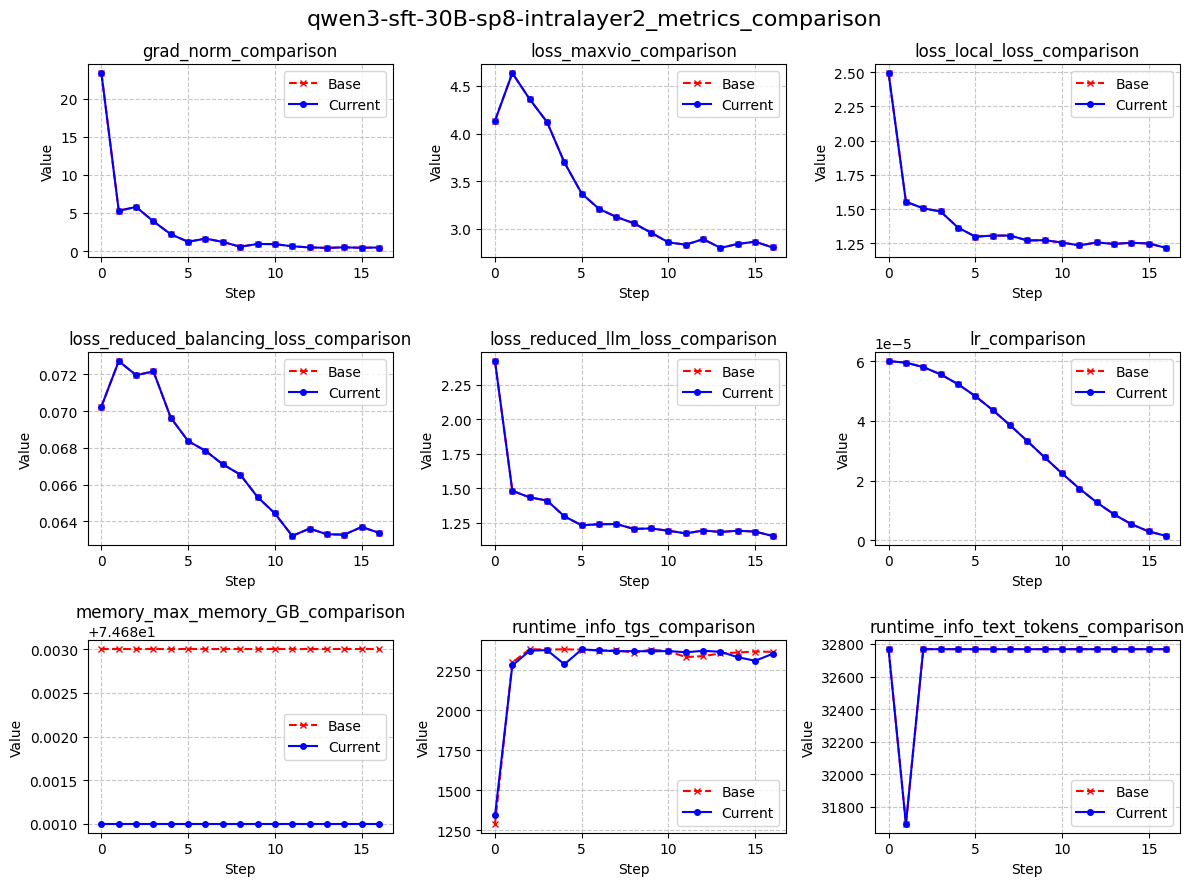 qwen3-sft-30B-sp8-intralayer2_metrics_comparison
grad_norm_comparison
Value
20
15
10
5
0
0
5
10
15
Step
Base
Current
loss_maxvio_comparison
Value
4.5
4.0
3.5
3.0
0
5
10
15
Step
Base
Current
loss_local_loss_comparison
Value
2.50
2.25
2.00
1.75
1.50
1.25
0
5
10
15
Step
Base
Current
loss_reduced_balancing_loss_comparison
Value
0.072
0.070
0.068
0.066
0.064
0
5
10
15
Step
Base
Current
loss_reduced_llm_loss_comparison
Value
2.25
2.00
1.75
1.50
1.25
0
5
10
15
Step
Base
Current
lr_comparison
1e−5
Value
6
4
2
0
0
5
10
15
Step
Base
Current
memory_max_memory_GB_comparison
+7.468e1
Value
0.0030
0.0025
0.0020
0.0015
0.0010
0
5
10
15
Step
Base
Current
runtime_info_tgs_comparison
Value
2250
2000
1750
1500
1250
0
5
10
15
Step
Base
Current
runtime_info_text_tokens_comparison
Value
32800
32600
32400
32200
32000
31800
0
5
10
15
Step
Base
Current